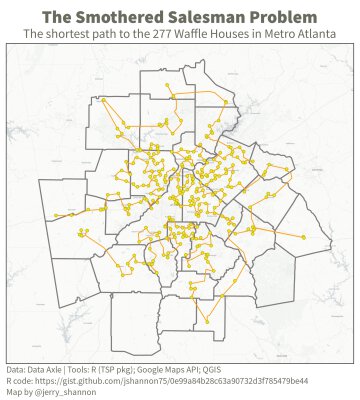 The Smothered Salesman Problem
The shortest path to the 277 Waffle Houses in Metro Atlanta
Data: Data Axle | Tools: R (TSP pkg); Google Maps API; QGIS
R code: https://gist.github.com/jshannon75/0e99a84b28c63a90732d3f785479be44
Map by @jerry_shannon